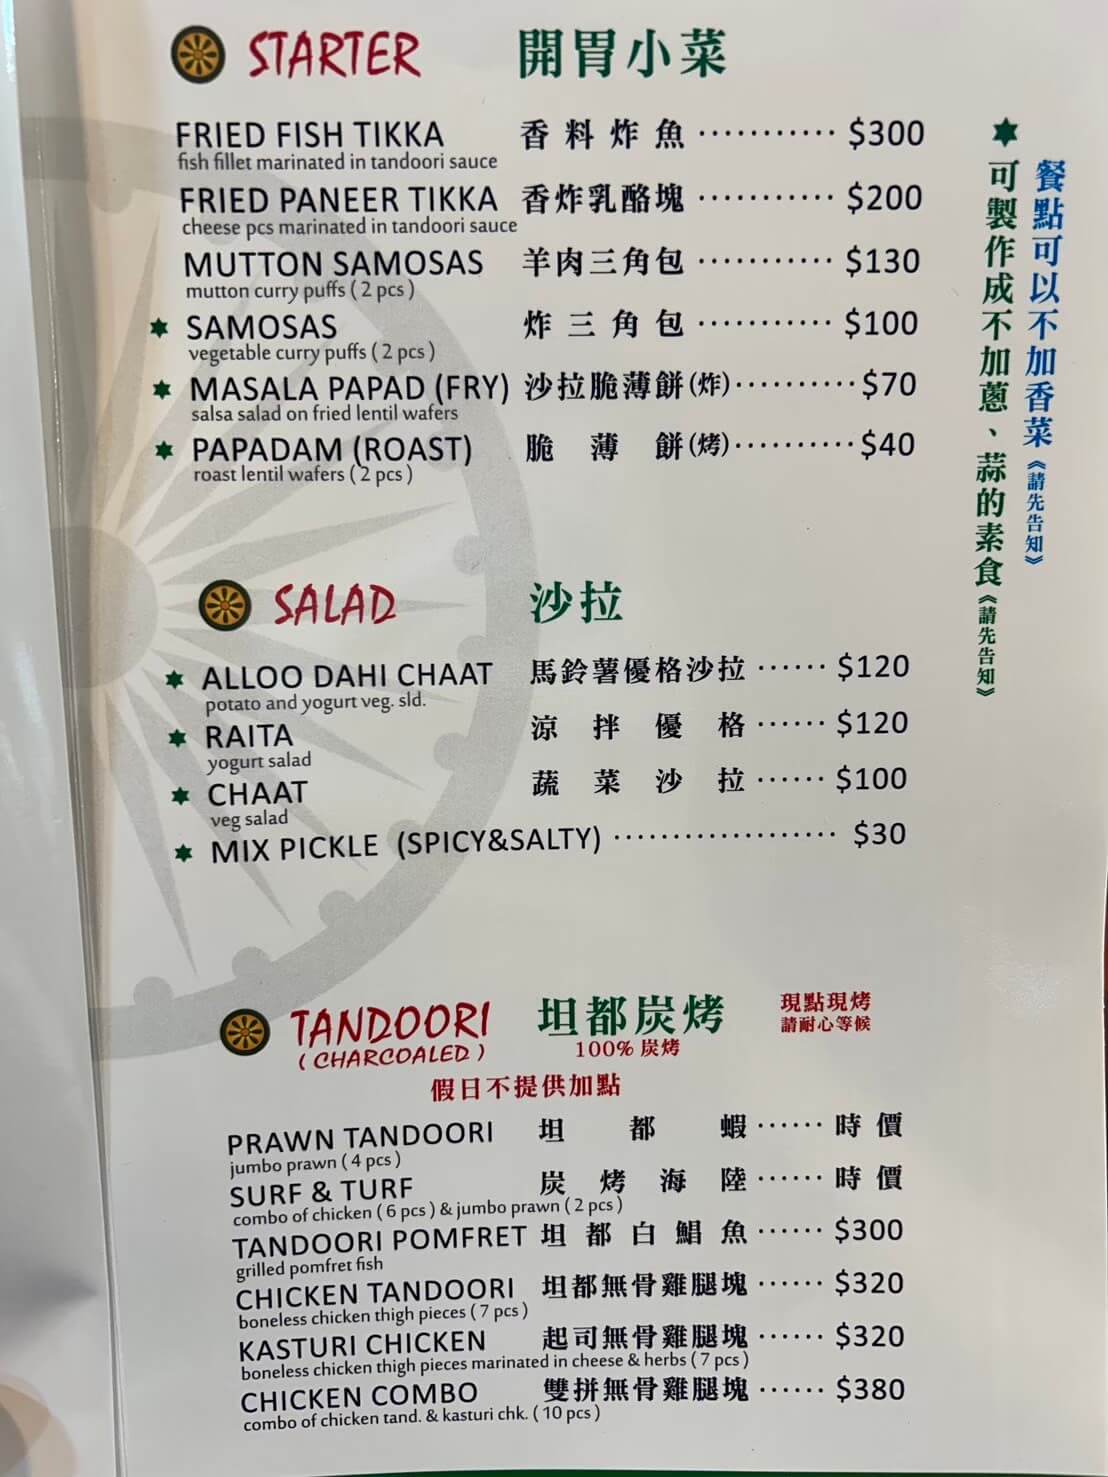 STARTER 開胃小菜
FRIED FISH TIKKA 香料炸魚 ··········· $300
fish fillet marinated in tandoori sauce
FRIED PANEER TIKKA 香炸乳酪塊 ··········· $200
cheese pcs marinated in tandoori sauce
MUTTON SAMOSAS 羊肉三角包 ··········· $130
mutton curry puffs ( 2 pcs )
SAMOSAS 炸三角包 ··········· $100
vegetable curry puffs ( 2 pcs )
MASALA PAPAD (FRY) 沙拉脆薄餅(炸)·········· $70
salsa salad on fried lentil wafers
PAPADAM (ROAST) 脆薄餅(烤)·········· $40
roast lentil wafers ( 2 pcs )
餐點可以不加香菜《請先告知》
可製作成不加蔥、蒜的素食《請先告知》
SALAD 沙拉
ALLOO DAHI CHAAT 馬鈴薯優格沙拉 ······ $120
potato and yogurt veg. sld.
RAITA 涼拌優格 ······ $120
yogurt salad
CHAAT 蔬菜沙拉 ······ $100
veg salad
MIX PICKLE (SPICY&SALTY) ··················· $30
TANDOORI 坦都炭烤 現點現烤
( CHARCOALED ) 100% 炭烤 請耐心等候
假日不提供加點
PRAWN TANDOORI 坦都蝦 ······ 時價
jumbo prawn ( 4 pcs )
SURF & TURF 炭烤海陸 ······ 時價
combo of chicken ( 6 pcs ) & jumbo prawn ( 2 pcs )
TANDOORI POMFRET 坦都白鯧魚 ······ $300
grilled pomfret fish
CHICKEN TANDOORI 坦都無骨雞腿塊 ······ $320
boneless chicken thigh pieces ( 7 pcs )
KASTURI CHICKEN 起司無骨雞腿塊 ······ $320
boneless chicken thigh pieces marinated in cheese & herbs ( 7 pcs )
CHICKEN COMBO 雙拼無骨雞腿塊 ······ $380
combo of chicken tand. & kasturi chk. ( 10 pcs )